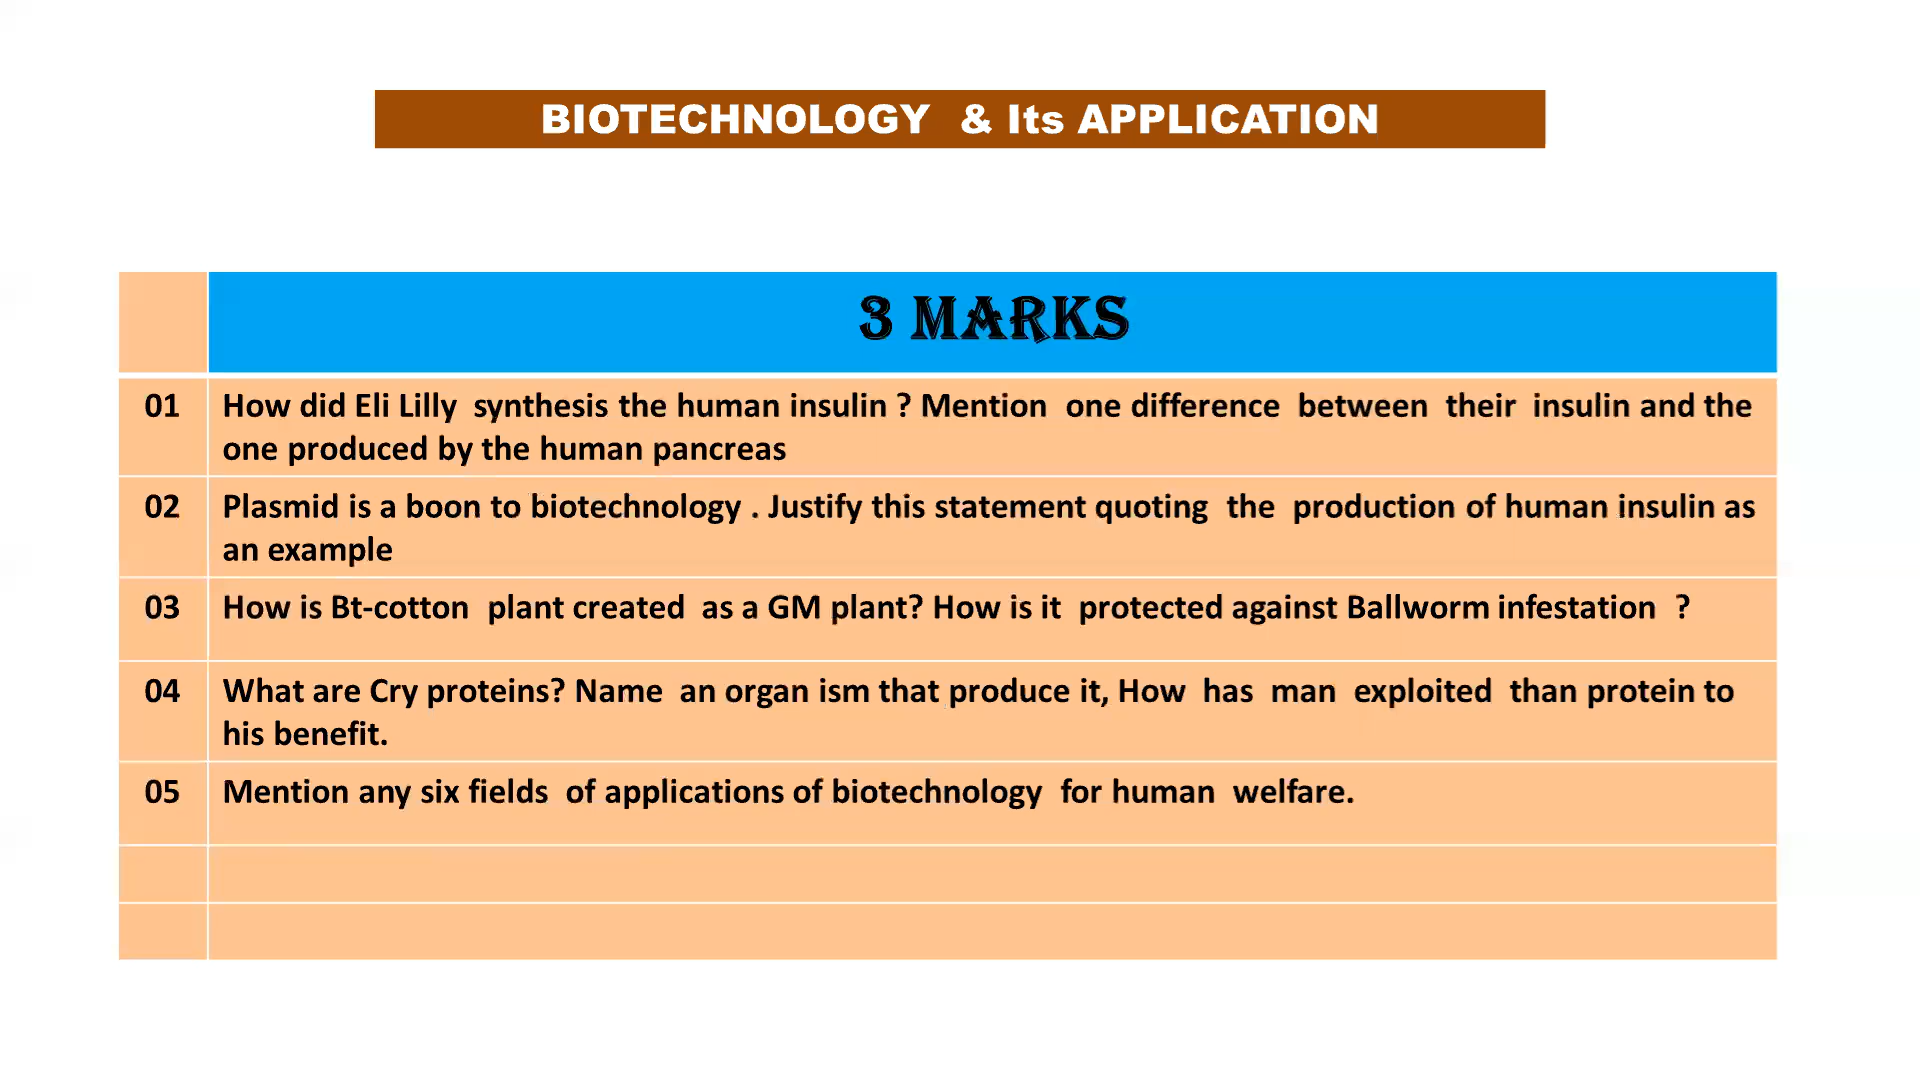 BIOTECHNOLOGY & Its APPLICATION
3 MARKS
01 How did Eli Lilly synthesis the human insulin ? Mention one difference between their insulin and the
one produced by the human pancreas
02 Plasmid is a boon to biotechnology . Justify this statement quoting the production of human insulin as
an example
03 How is Bt-cotton plant created as a GM plant? How is it protected against Ballworm infestation ?
04 What are Cry proteins? Name an organ ism that produce it, How has man exploited than protein to
his benefit.
05 Mention any six fields of applications of biotechnology for human welfare.